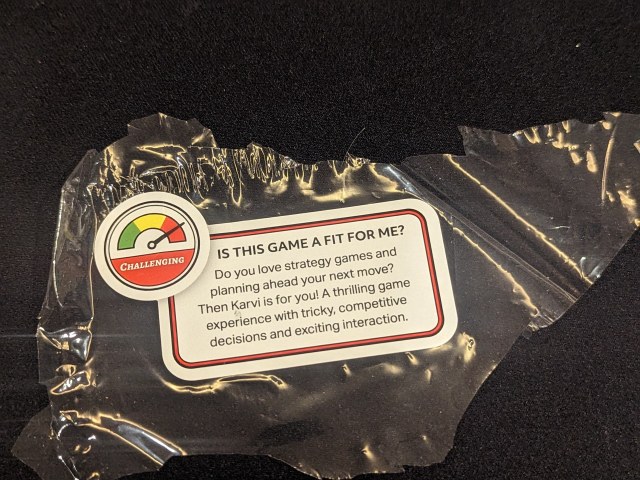 CHALLENGING
IS THIS GAME A FIT FOR ME?
Do you love strategy games and
planning ahead your next move?
Then Karvi is for you! A thrilling game
experience with tricky, competitive
decisions and exciting interaction.